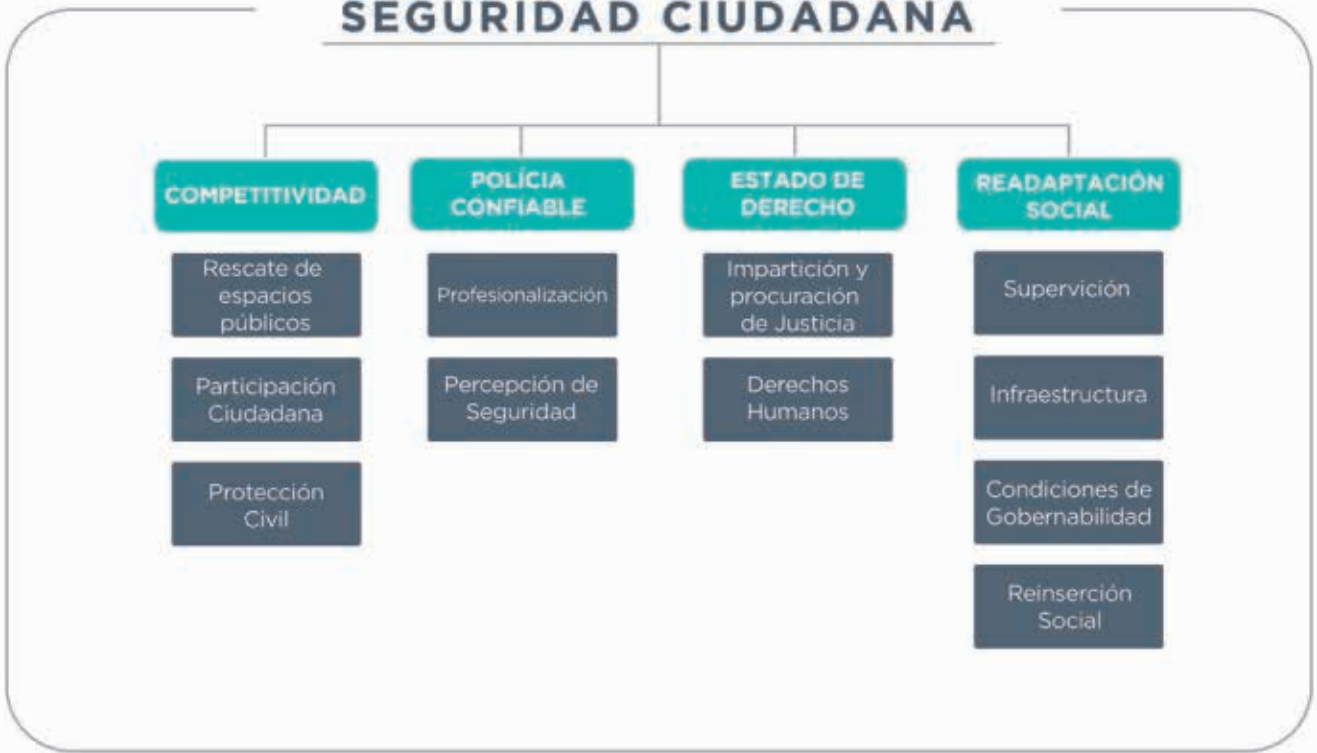 SEGURIDAD CIUDADANA
COMPETITIVIDAD
Rescate de
espacios
públicos
Participación
Ciudadana
Protección
Civil
POLICIA
CONFIABLE
Profesionalización
Percepción de
Seguridad
ESTADO DE
DERECHO
Impartición y
procuración
de Justicia
Derechos
Humanos
READAPTACIÓN
SOCIAL
Supervición
Infraestructura
Condiciones de
Gobernabilidad
Reinserción
Social